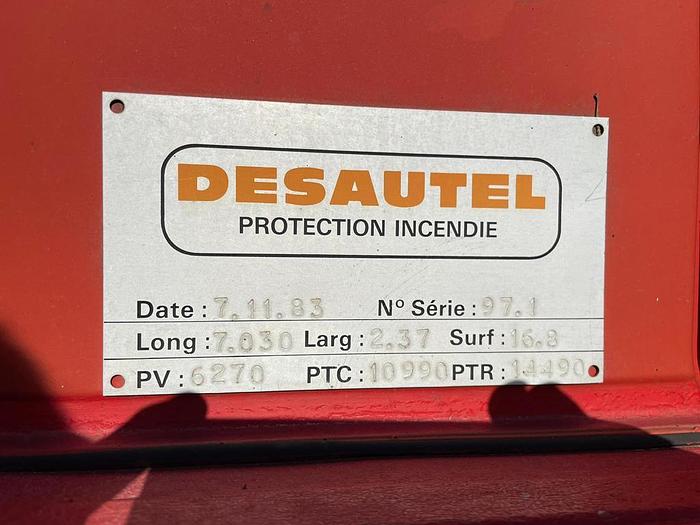 DESAUTEL
PROTECTION INCENDIE
Date : 7.11.83 Nº Série : 97.1
Long : 7.030 Larg : 2.37 Surf : 16.8
PV : 6270 PTC : 10990 PTR : 14490